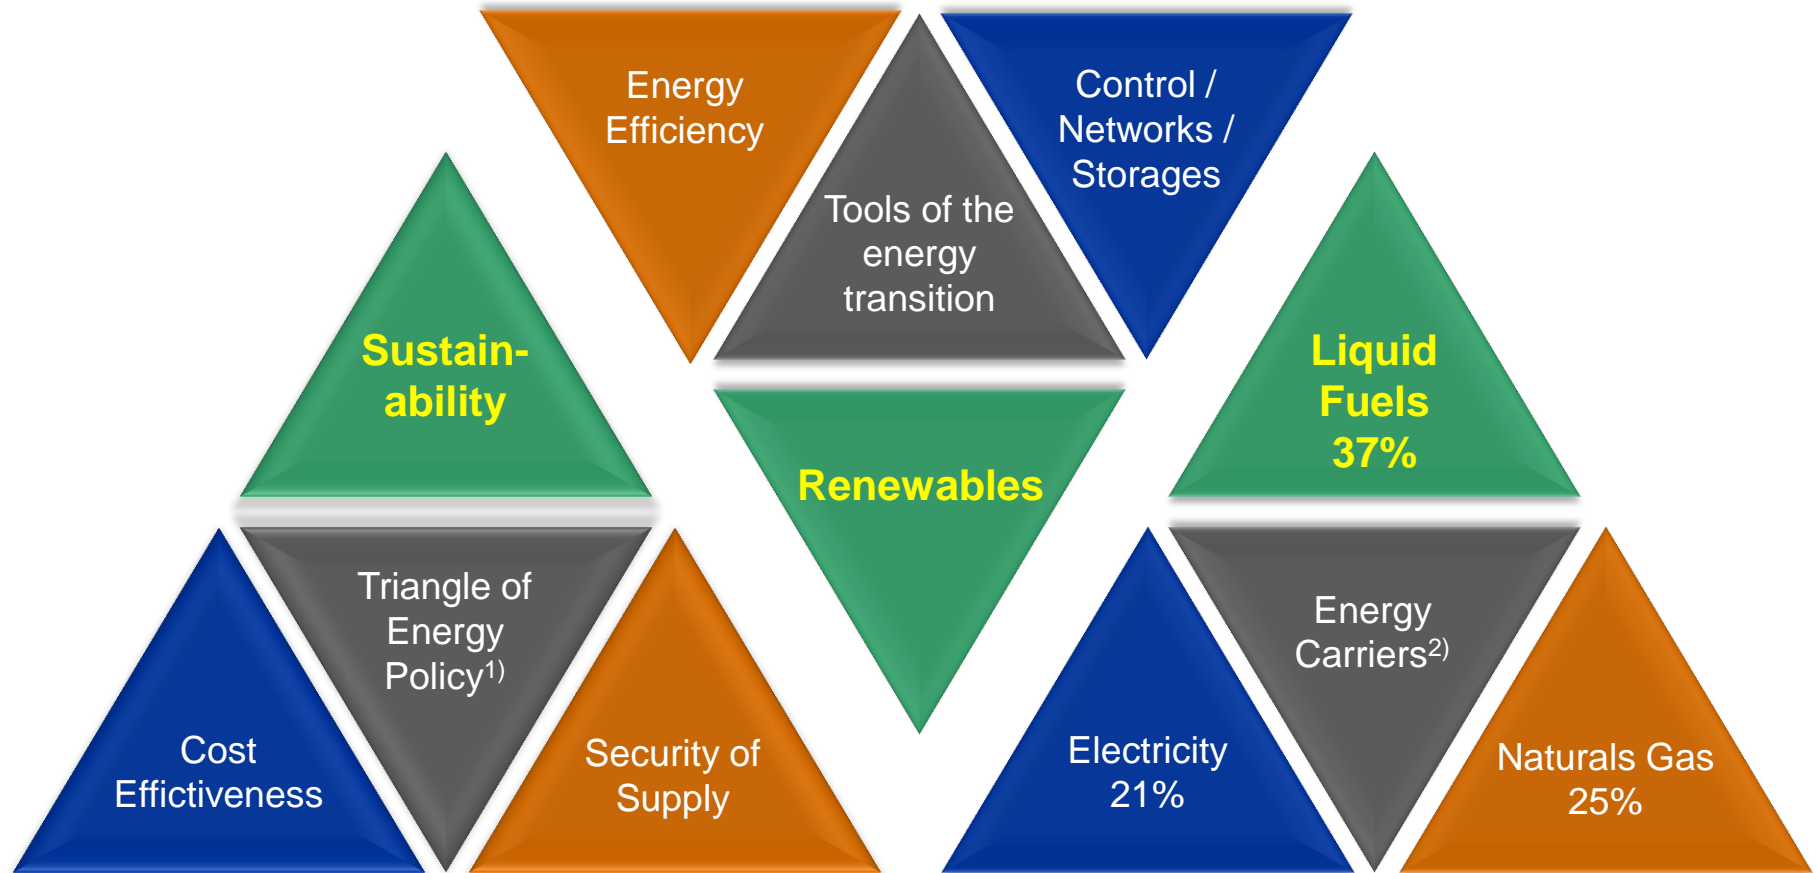 Energy
Efficiency
Control /
Networks /
Storages
Tools of the
energy
transition
Sustain-
ability
Liquid
Fuels
37%
Renewables
Triangle of
Energy
Policy1)
Energy
Carriers2)
Cost
Effictiveness
Security of
Supply
Electricity
21%
Naturals Gas
25%